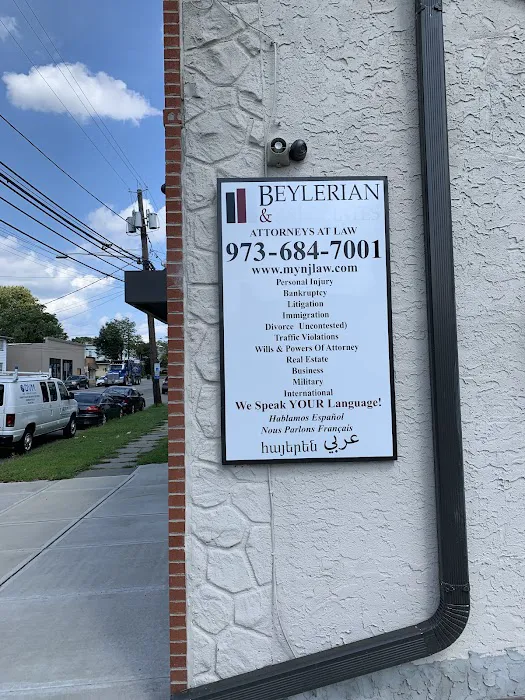 BEYLERIAN
&
ATTORNEYS AT LAW
973-684-7001
www.mynjlaw.com
Personal Injury
Bankruptcy
Litigation
Immigration
Divorce Uncontested)
Traffic Violations
Wills & Powers Of Attorney
Real Estate
Business
Military
International
We Speak YOUR Language!
Hablamos Español
Nous Parlons Français
հայերեն عربي